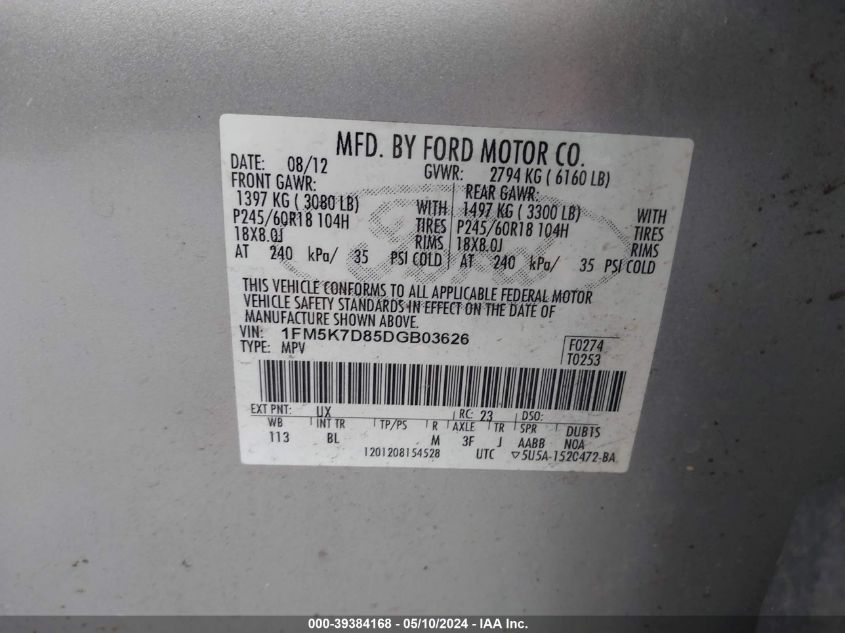 MFD. BY FORD MOTOR CO.
DATE: 08/12 GVWR: 2794 KG ( 6160 LB)
FRONT GAWR: REAR GAWR:
1397 KG ( 3080 LB) WITH 1497 KG ( 3300 LB) WITH
P245/60R18 104H TIRES P245/60R18 104H TIRES
18X8.0J RIMS 18X8.0J RIMS
AT 240 kPa/ 35 PSI COLD AT 240 kPa/ 35 PSI COLD
THIS VEHICLE CONFORMS TO ALL APPLICABLE FEDERAL MOTOR
VEHICLE SAFETY STANDARDS IN EFFECT ON THE DATE OF
MANUFACTURE SHOWN ABOVE.
VIN: 1FM5K7D85DGB03626
TYPE: MPV
F0274
T0253
EXT PNT: UX RC: 23 DSO:
WB INT TR TP/PS R AXLE TR SPR DUBTS
113 BL M 3F J AABB N0A
1201208154528 UTC ▽5U5A-1520472-BA
000-39384168 - 05/10/2024 - IAA, Inc.